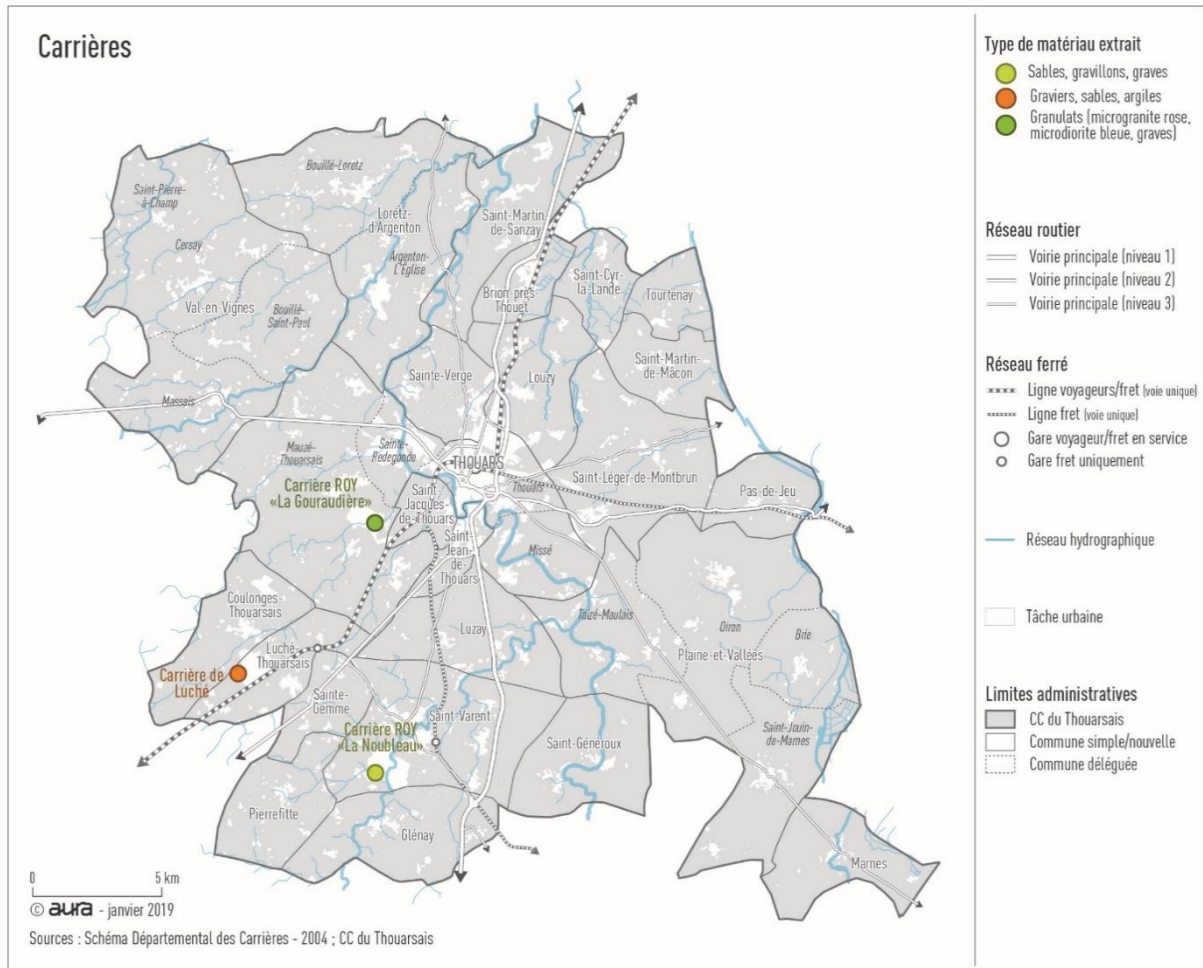 Carrières
Bouillé-Loretz
Saint-Pierre-
à-Champ
Loretz-
d'Argenton
Saint-Martin
de-Sanzay
Cersay
Argenton-
L'Église
Saint-Cyr-
la-Lande
Brion-près-
Thouet
Tourtenay
Val-en-Vignes
Bouillé-
Saint-Paul
Saint-Martin-
de-Mâcon
Sainte-Verge
Louzy
Massais
Mauzé-
Thouarsais
Sainte-
Radegonde
THOUARS
Thouars
Saint-Léger-de-Montbrun
Pas-de-Jeu
Carrière ROY
«La Gouraudière»
Saint-
Jacques-
de-Thouars
Saint-
Jean-
de-
Thouars
Missé
Coulonges-
Thouarsais
Luzay
Taizé-Maulais
Oiron
Brie
Plaine-et-Vallées
Luché-
Thouarsais
Carrière de
Luché
Sainte-
Gemme
Saint-Varent
Carrière ROY
«La Noubleau»
Saint-Généroux
Saint-Jouin-
de-Marnes
Pierrefitte
Glénay
Marnes
0 5 km
© aura - janvier 2019
Sources : Schéma Départemental des Carrières - 2004 ; CC du Thouarsais
Type de matériau extrait
Sables, gravillons, graves
Graviers, sables, argiles
Granulats (microgranite rose,
microdiorite bleue, graves)
Réseau routier
Voirie principale (niveau 1)
Voirie principale (niveau 2)
Voirie principale (niveau 3)
Réseau ferré
Ligne voyageurs/fret (voie unique)
Ligne fret (voie unique)
Gare voyageur/fret en service
Gare fret uniquement
Réseau hydrographique
Tâche urbaine
Limites administratives
CC du Thouarsais
Commune simple/nouvelle
Commune déléguée